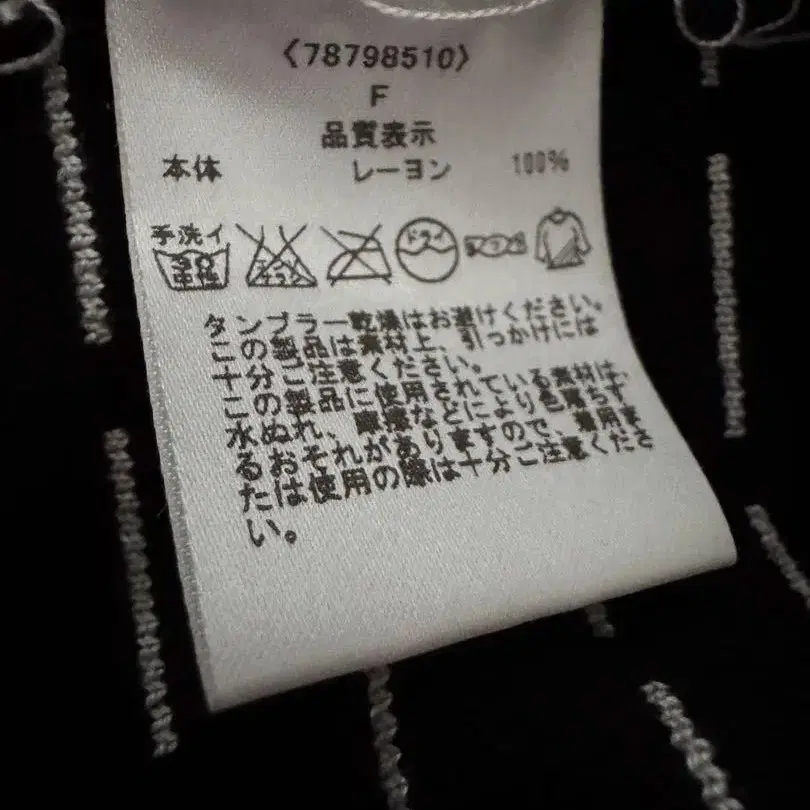 〈78798510〉
F
品質表示
本体 レーヨン 100%
手洗イ ドライ
中性
タンブラー乾燥はお避けください。
この製品は素材上、引っかけには
十分ご注意ください。
この製品に使用されている素材は、
水ぬれ、摩擦などにより色落ちす
るおそれがありますので、着用ま
たは使用の際は十分ご注意くださ
い。